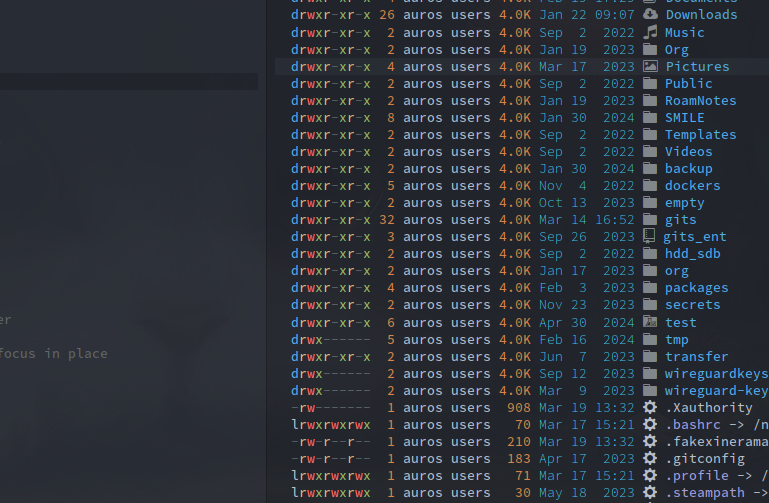 drwxr-xr-x 26 auros users 4.0K Jan 22 09:07 Downloads
drwxr-xr-x 2 auros users 4.0K Sep 2 2022 Music
drwxr-xr-x 2 auros users 4.0K Jan 19 2023 Org
drwxr-xr-x 4 auros users 4.0K Mar 17 2023 Pictures
drwxr-xr-x 2 auros users 4.0K Sep 2 2022 Public
drwxr-xr-x 2 auros users 4.0K Jan 19 2023 RoamNotes
drwxr-xr-x 8 auros users 4.0K Jan 30 2024 SMILE
drwxr-xr-x 2 auros users 4.0K Sep 2 2022 Templates
drwxr-xr-x 2 auros users 4.0K Sep 2 2022 Videos
drwxr-xr-x 2 auros users 4.0K Jan 30 2024 backup
drwxr-xr-x 5 auros users 4.0K Nov 4 2022 dockers
drwxr-xr-x 2 auros users 4.0K Oct 13 2023 empty
drwxr-xr-x 32 auros users 4.0K Mar 14 16:52 gits
drwxr-xr-x 3 auros users 4.0K Sep 26 2023 gits_ent
drwxr-xr-x 2 auros users 4.0K Sep 2 2022 hdd_sdb
drwxr-xr-x 2 auros users 4.0K Jan 17 2023 org
drwxr-xr-x 4 auros users 4.0K Feb 3 2023 packages
drwxr-xr-x 2 auros users 4.0K Nov 23 2023 secrets
drwxr-xr-x 6 auros users 4.0K Apr 30 2024 test
drwx------ 5 auros users 4.0K Feb 16 2024 tmp
drwxr-xr-x 2 auros users 4.0K Jun 7 2023 transfer
drwx------ 2 auros users 4.0K Sep 12 2023 wireguardkeys
drwx------ 2 auros users 4.0K Mar 9 2023 wireguard-key
-rw------- 1 auros users 908 Mar 19 13:32 .Xauthority
lrwxrwxrwx 1 auros users 70 Mar 17 15:21 .bashrc -> /n
-rw-r--r-- 1 auros users 210 Mar 19 13:32 .fakexinerama
-rw-r--r-- 1 auros users 183 Apr 17 2023 .gitconfig
lrwxrwxrwx 1 auros users 71 Mar 17 15:21 .profile -> /
lrwxrwxrwx 1 auros users 30 May 18 2023 .steampath ->
er
focus in place